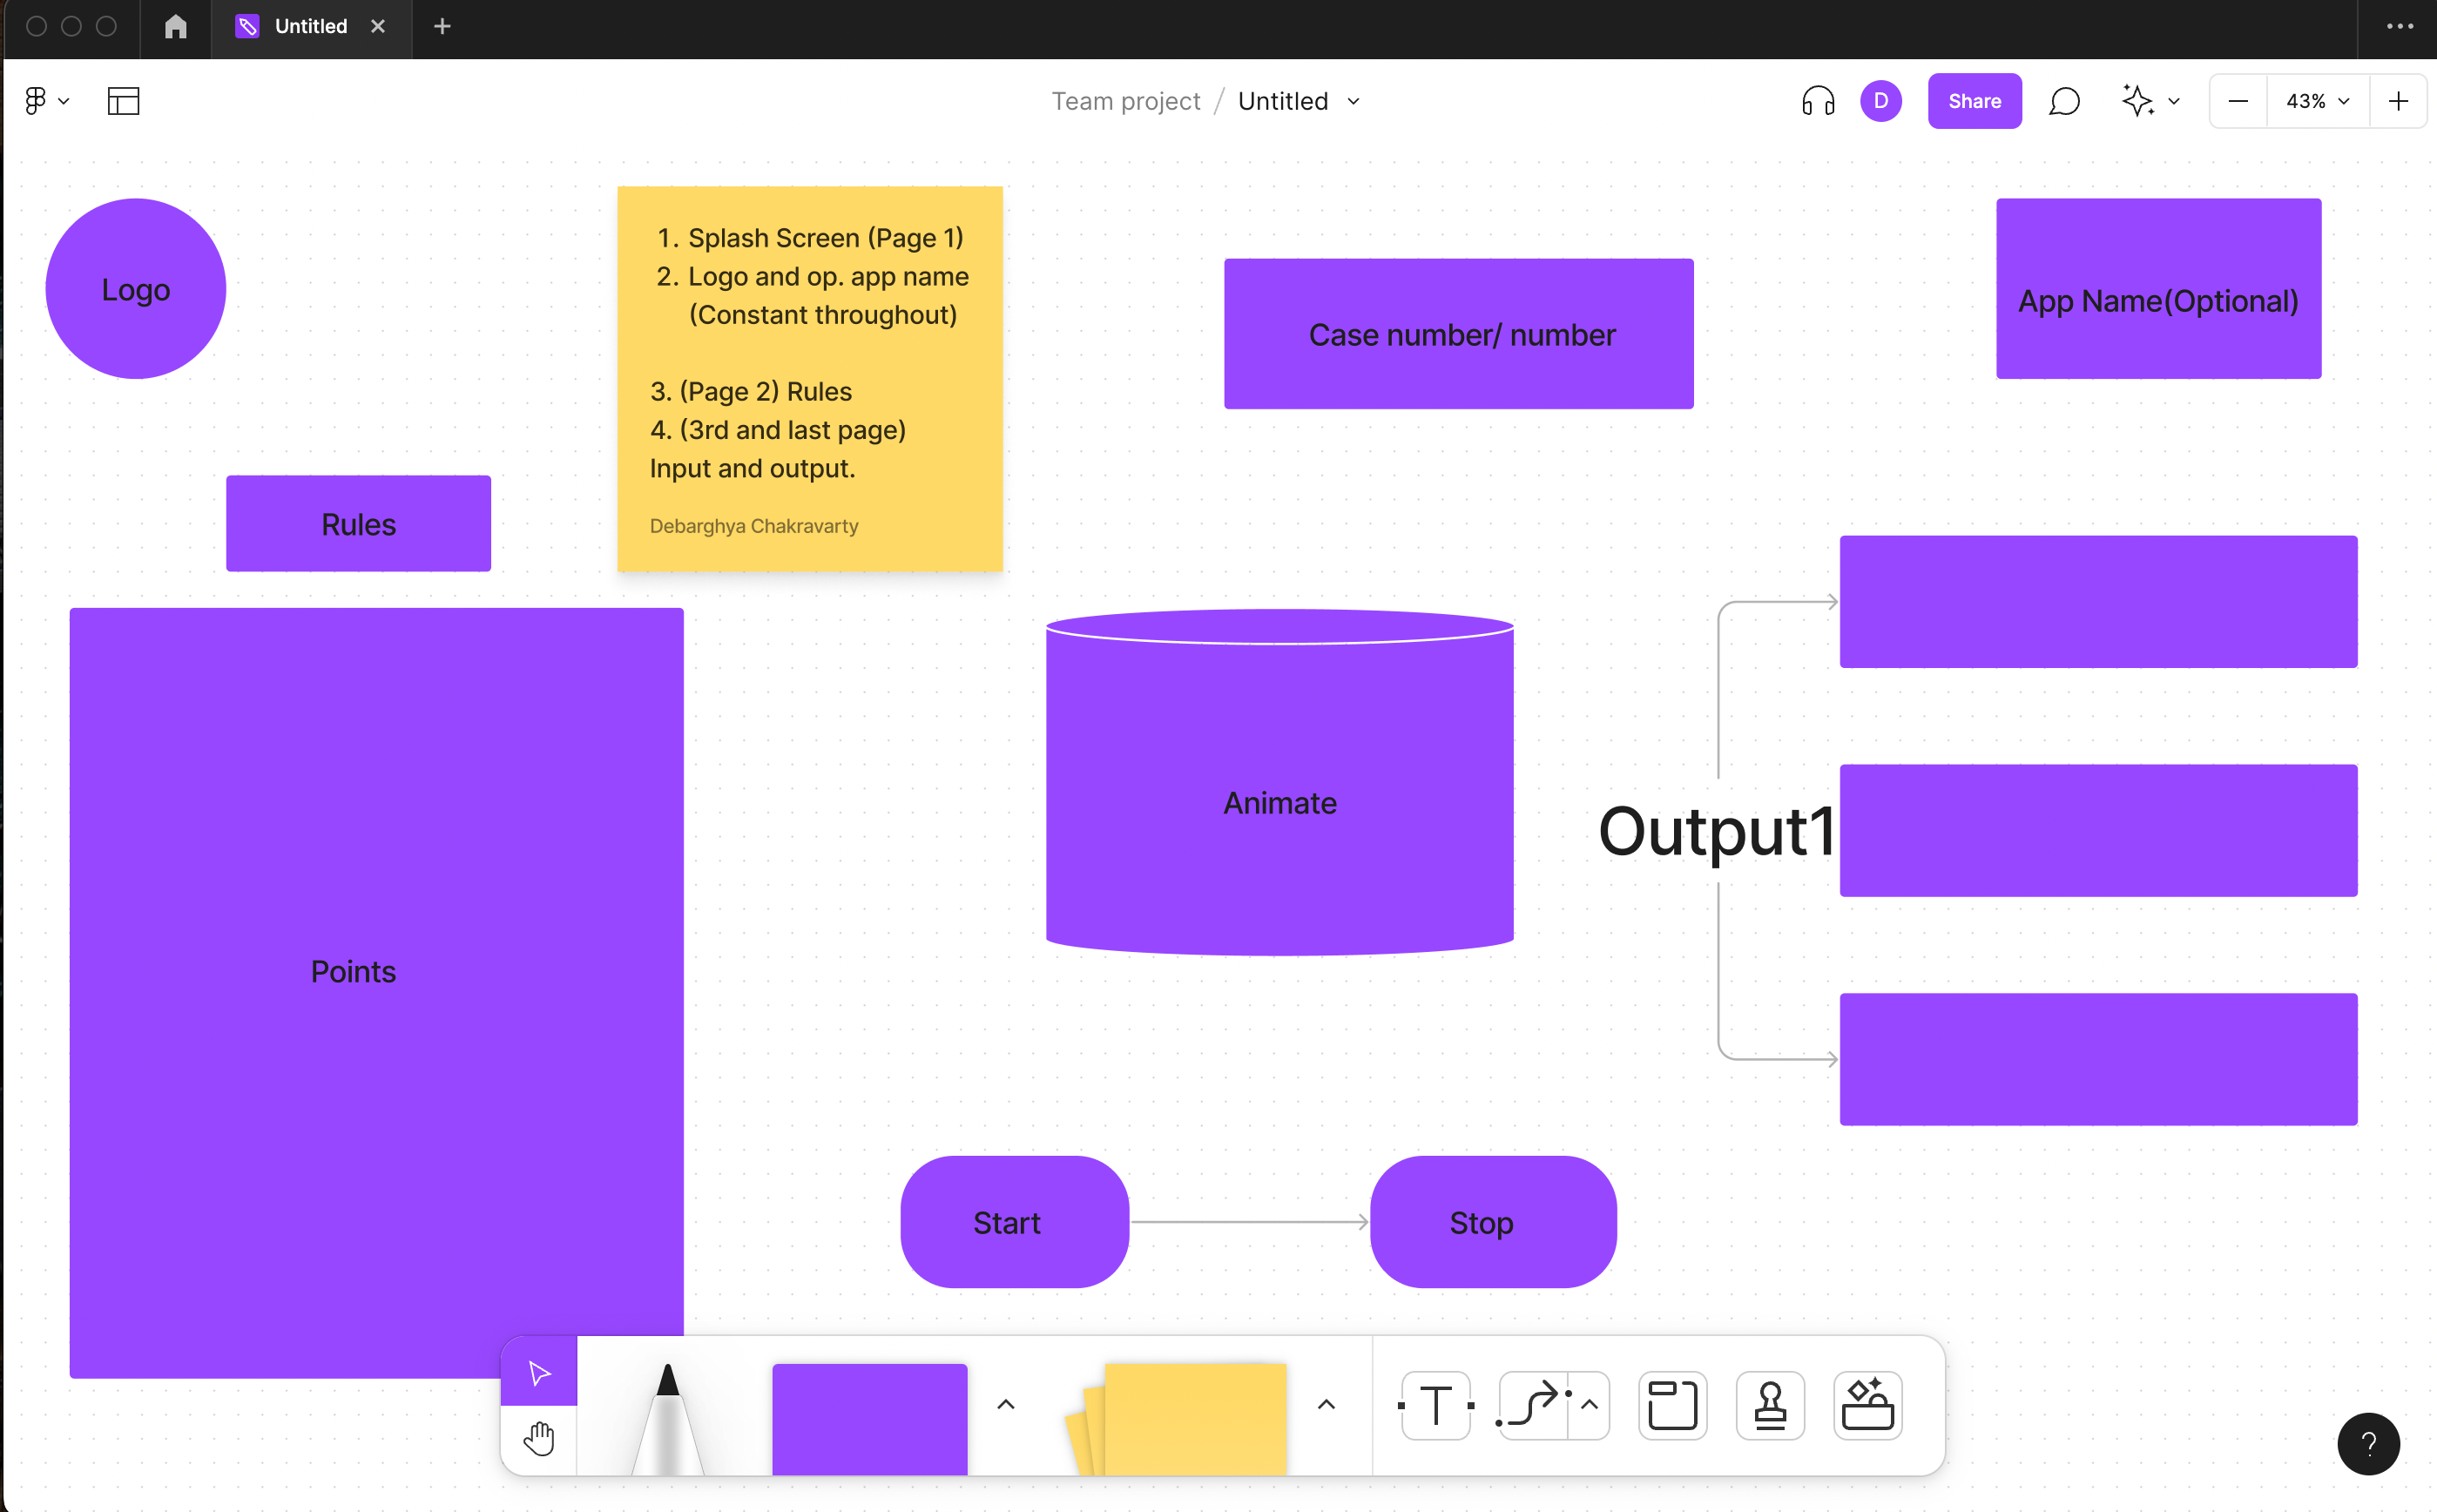 Untitled
Team project / Untitled
D
Share
43%
Logo
1. Splash Screen (Page 1)
2. Logo and op. app name
(Constant throughout)
3. (Page 2) Rules
4. (3rd and last page)
Input and output.
Debarghya Chakravarty
Case number/ number
App Name(Optional)
Rules
Points
Animate
Output1
Start
Stop
T
?